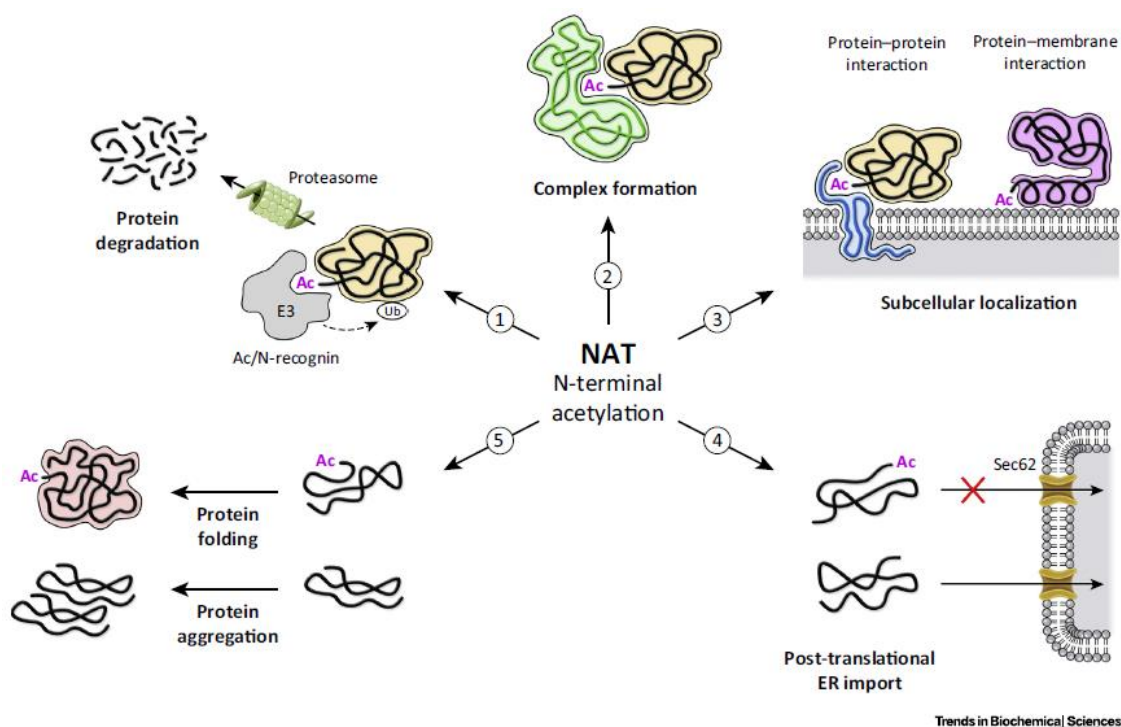 Protein–protein
interaction
Protein–membrane
interaction
Ac
Complex formation
Ac
Ac
Subcellular localization
Proteasome
Protein
degradation
Ac
E3
Ub
Ac/N-recognin
1
2
3
NAT
N-terminal
acetylation
5
4
Ac
Ac
Protein
folding
Protein
aggregation
Ac
Sec62
Post-translational
ER import
Trends in Biochemical Sciences